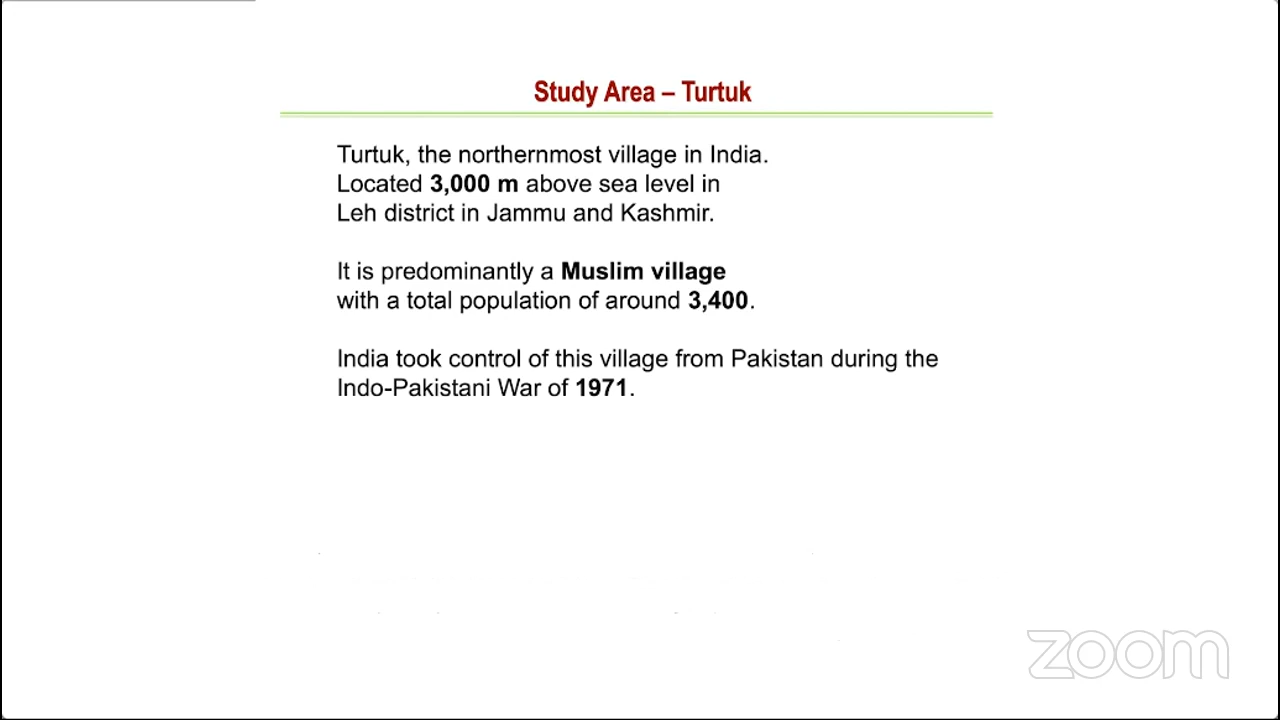 Study Area – Turtuk
Turtuk, the northernmost village in India.
Located 3,000 m above sea level in
Leh district in Jammu and Kashmir.
It is predominantly a Muslim village
with a total population of around 3,400.
India took control of this village from Pakistan during the
Indo-Pakistani War of 1971.
zoom